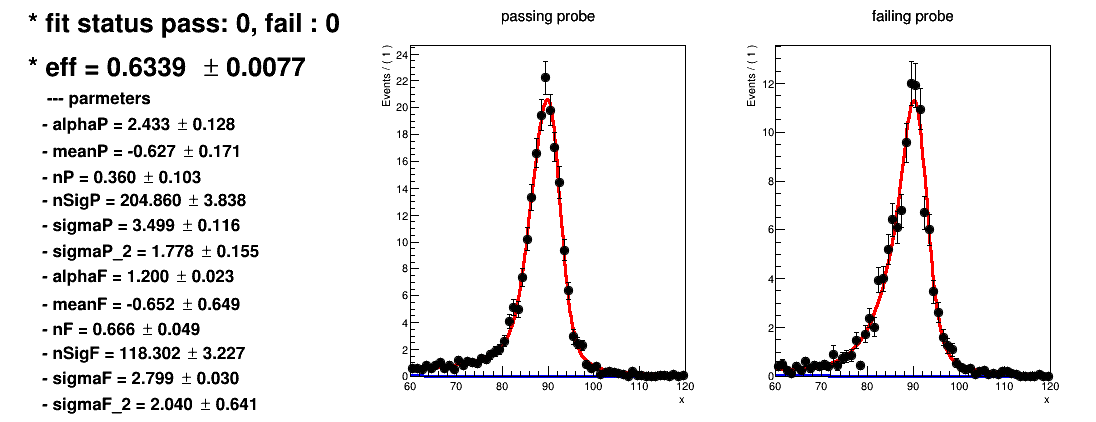 * fit status pass: 0, fail : 0
* eff = 0.6339 ± 0.0077
--- parmeters
- alphaP = 2.433 ± 0.128
- meanP = -0.627 ± 0.171
- nP = 0.360 ± 0.103
- nSigP = 204.860 ± 3.838
- sigmaP = 3.499 ± 0.116
- sigmaP_2 = 1.778 ± 0.155
- alphaF = 1.200 ± 0.023
- meanF = -0.652 ± 0.649
- nF = 0.666 ± 0.049
- nSigF = 118.302 ± 3.227
- sigmaF = 2.799 ± 0.030
- sigmaF_2 = 2.040 ± 0.641
passing probe
Events / ( 1 )
24
22
20
18
16
14
12
10
8
6
4
2
0
60 70 80 90 100 110 120
x
failing probe
Events / ( 1 )
12
10
8
6
4
2
0
60 70 80 90 100 110 120
x